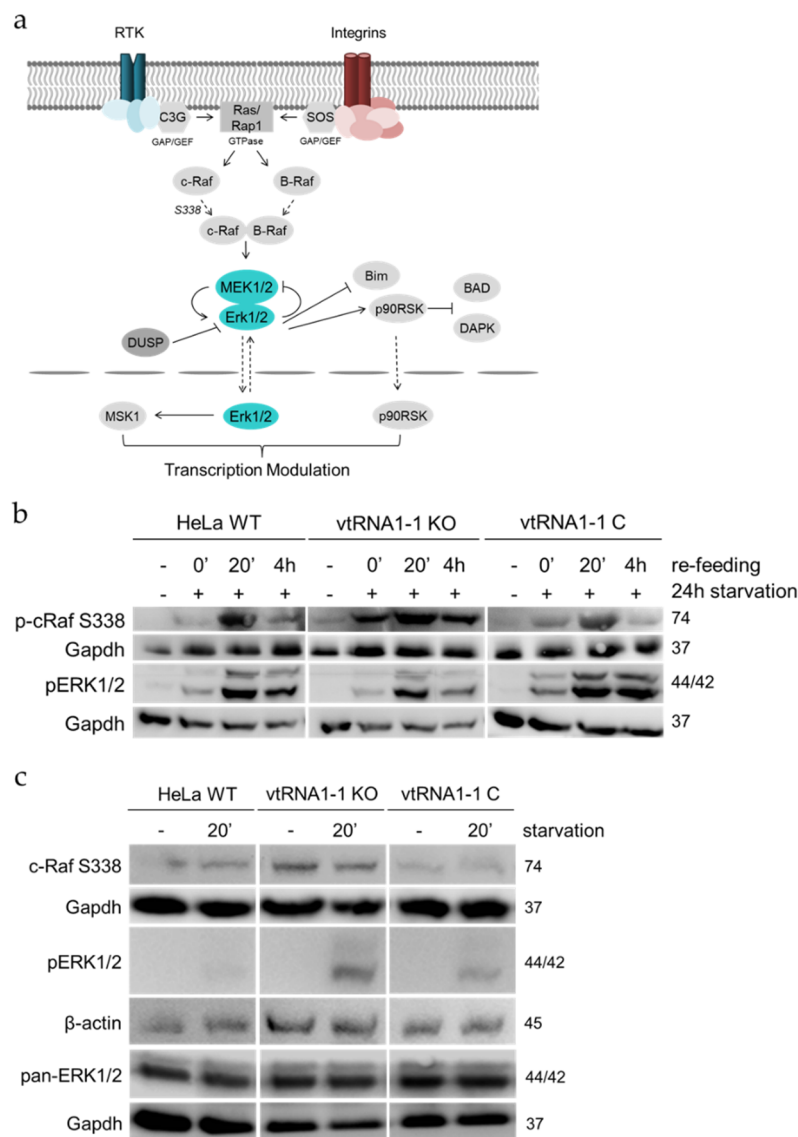 a
RTK
Integrins
C3G
Ras/
Rap1
SOS
GAP/GEF
GTPase
GAP/GEF
c-Raf
B-Raf
S338
c-Raf
B-Raf
MEK1/2
Bim
BAD
Erk1/2
p90RSK
DUSP
DAPK
MSK1
Erk1/2
p90RSK
Transcription Modulation
b
HeLa WT
vtRNA1-1 KO
vtRNA1-1 C
- 0' 20' 4h - 0' 20' 4h - 0' 20' 4h re-feeding
- + + + - + + + - + + + 24h starvation
p-cRaf S338 74
Gapdh 37
pERK1/2 44/42
Gapdh 37
c
HeLa WT
vtRNA1-1 KO
vtRNA1-1 C
- 20' - 20' - 20' starvation
c-Raf S338 74
Gapdh 37
pERK1/2 44/42
β-actin 45
pan-ERK1/2 44/42
Gapdh 37